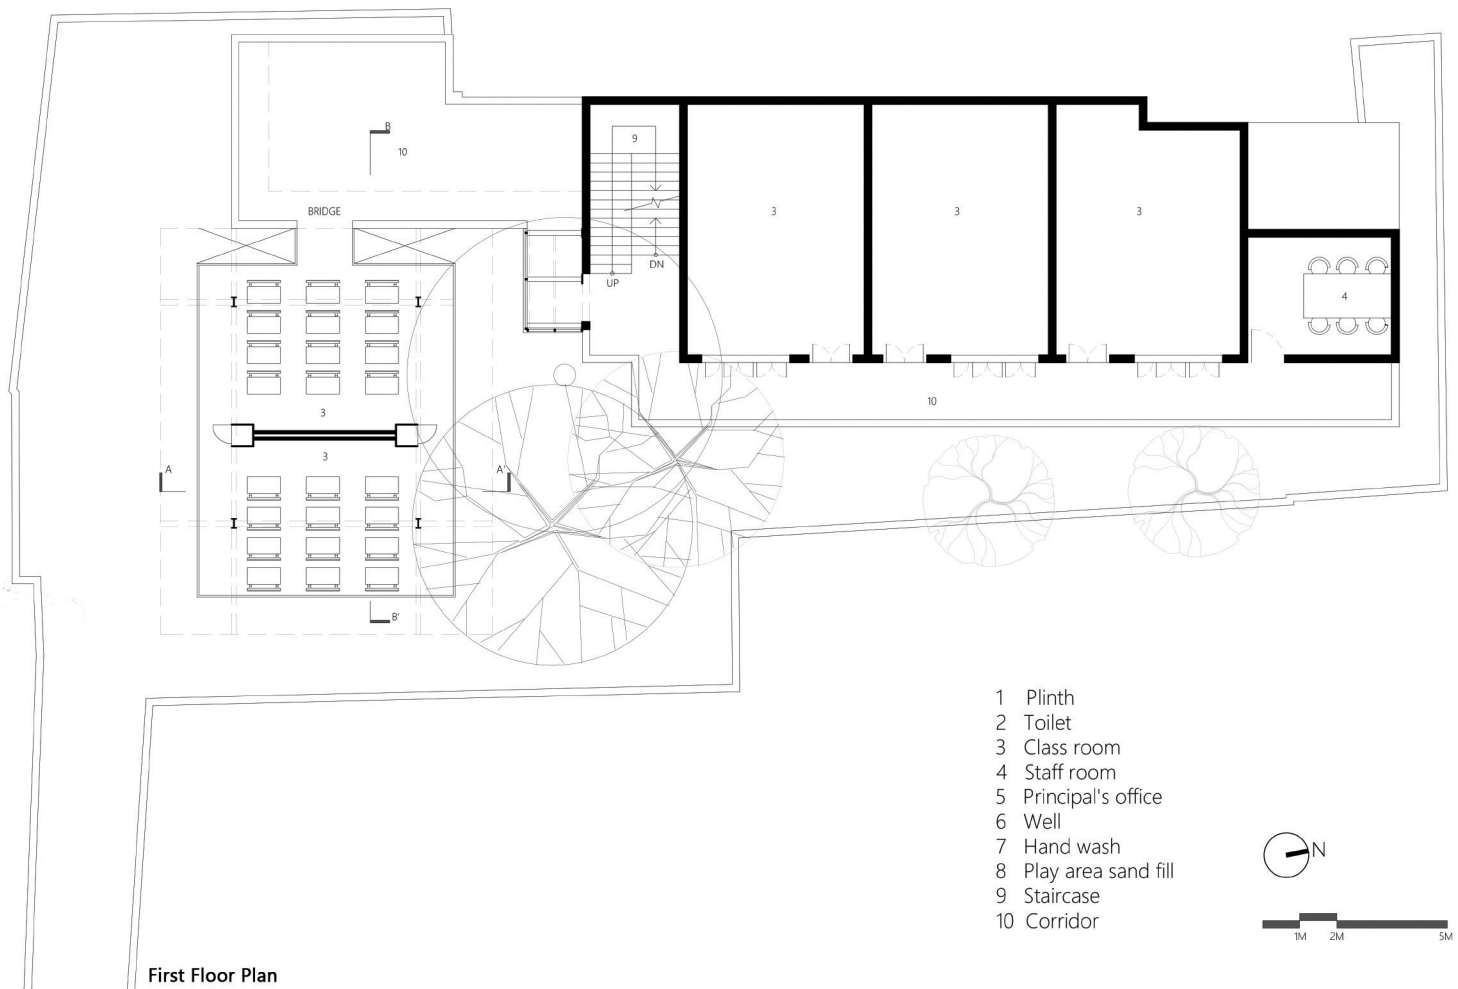 B
10
9
BRIDGE
3
3
3
DN
UP
4
10
3
3
A
A'
B'
1 Plinth
2 Toilet
3 Class room
4 Staff room
5 Principal's office
6 Well
7 Hand wash
8 Play area sand fill
9 Staircase
10 Corridor
N
1M 2M 5M
First Floor Plan